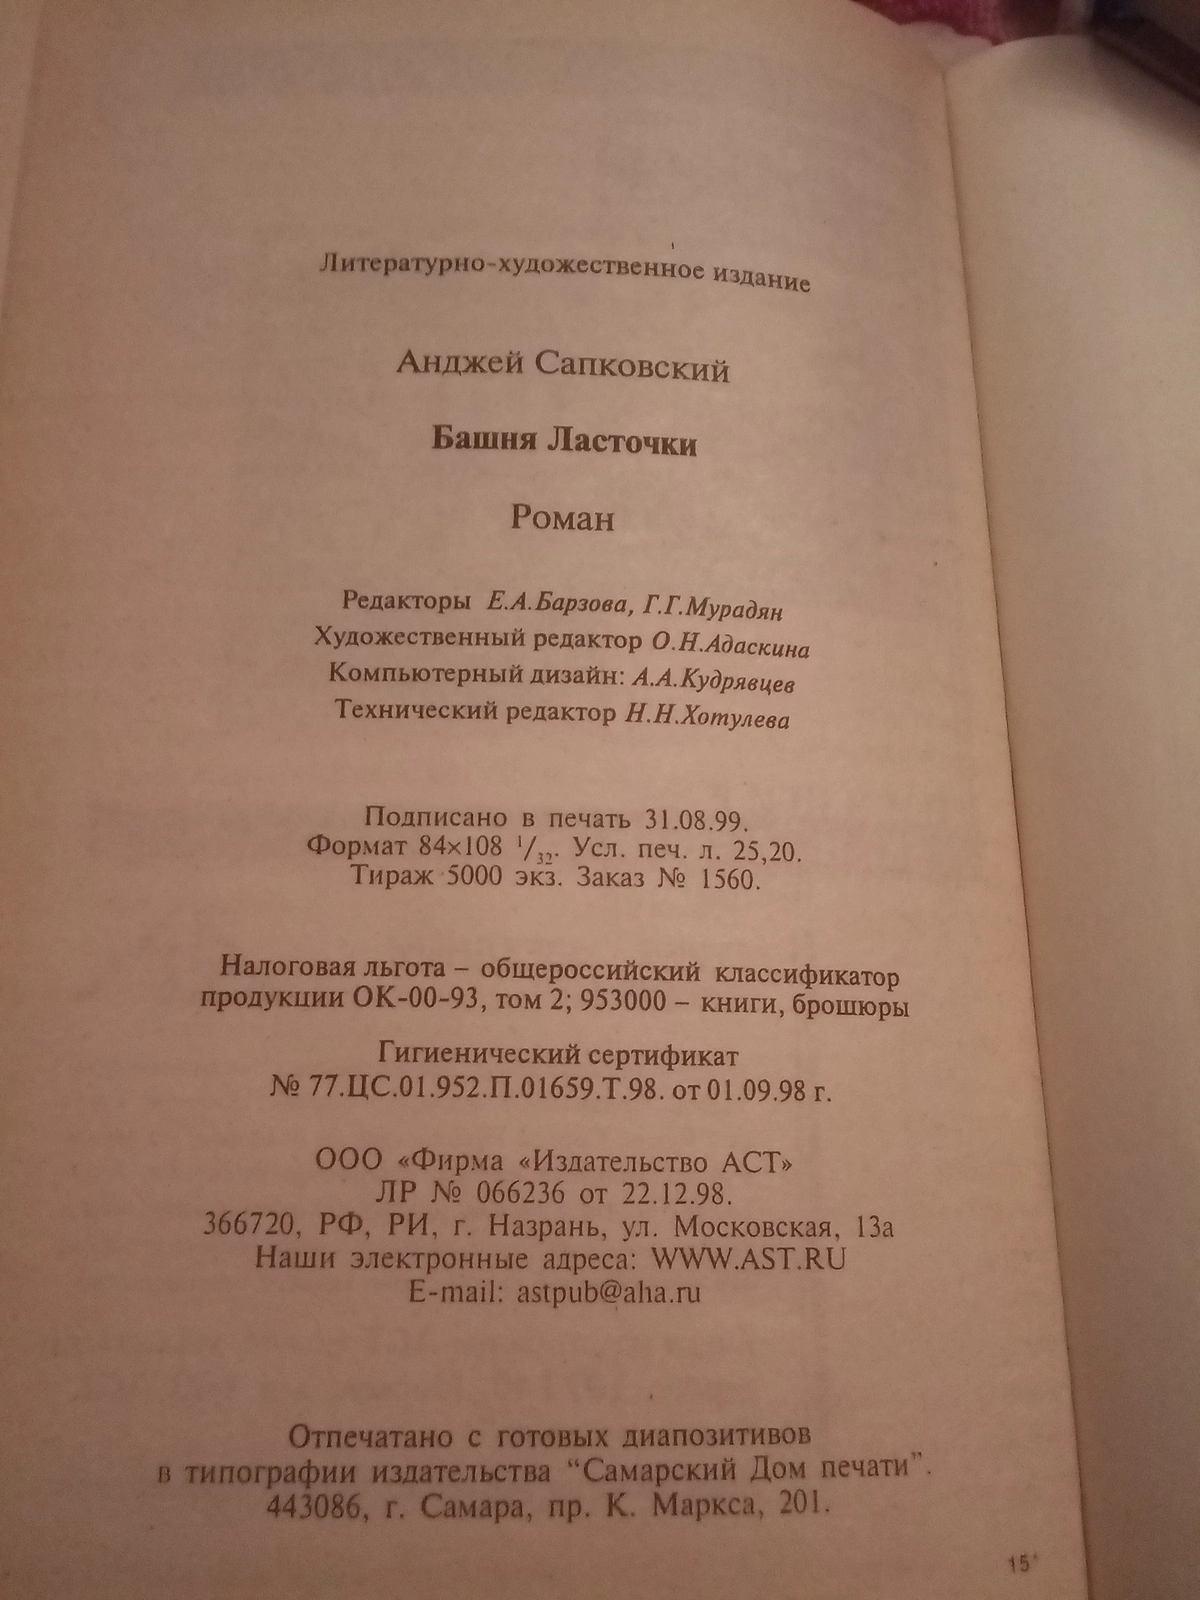 Литературно-художественное издание
Анджей Сапковский
Башня Ласточки
Роман
Редакторы Е.А.Барзова, Г.Г.Мурадян
Художественный редактор О.Н.Адаскина
Компьютерный дизайн: А.А.Кудрявцев
Технический редактор Н.Н.Хотулева
Подписано в печать 31.08.99.
Формат 84×108 ¹/₃₂. Усл. печ. л. 25,20.
Тираж 5000 экз. Заказ № 1560.
Налоговая льгота – общероссийский классификатор
продукции ОК-00-93, том 2; 953000 – книги, брошюры
Гигиенический сертификат
№ 77.ЦС.01.952.П.01659.Т.98. от 01.09.98 г.
ООО «Фирма «Издательство АСТ»
ЛР № 066236 от 22.12.98.
366720, РФ, РИ, г. Назрань, ул. Московская, 13а
Наши электронные адреса: WWW.AST.RU
E-mail: astpub@aha.ru
Отпечатано с готовых диапозитивов
в типографии издательства “Самарский Дом печати”.
443086, г. Самара, пр. К. Маркса, 201.
15*